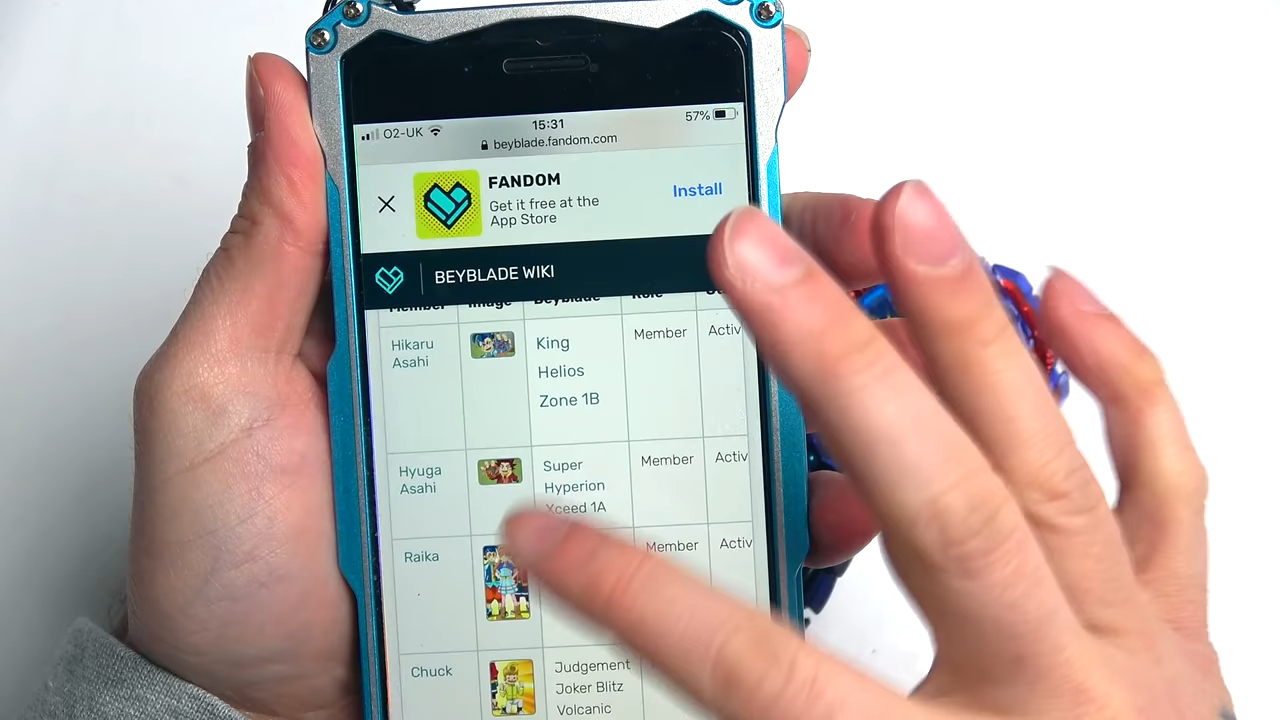 O2-UK 15:31 57%
beyblade.fandom.com
FANDOM
Get it free at the
App Store
Install
BEYBLADE WIKI
Member Image Beyblade Role
Hikaru
Asahi
King
Helios
Zone 1B
Member
Activ
Hyuga
Asahi
Super
Hyperion
Xceed 1A
Member
Activ
Raika
Member
Activ
Chuck
Judgement
Joker Blitz
Volcanic